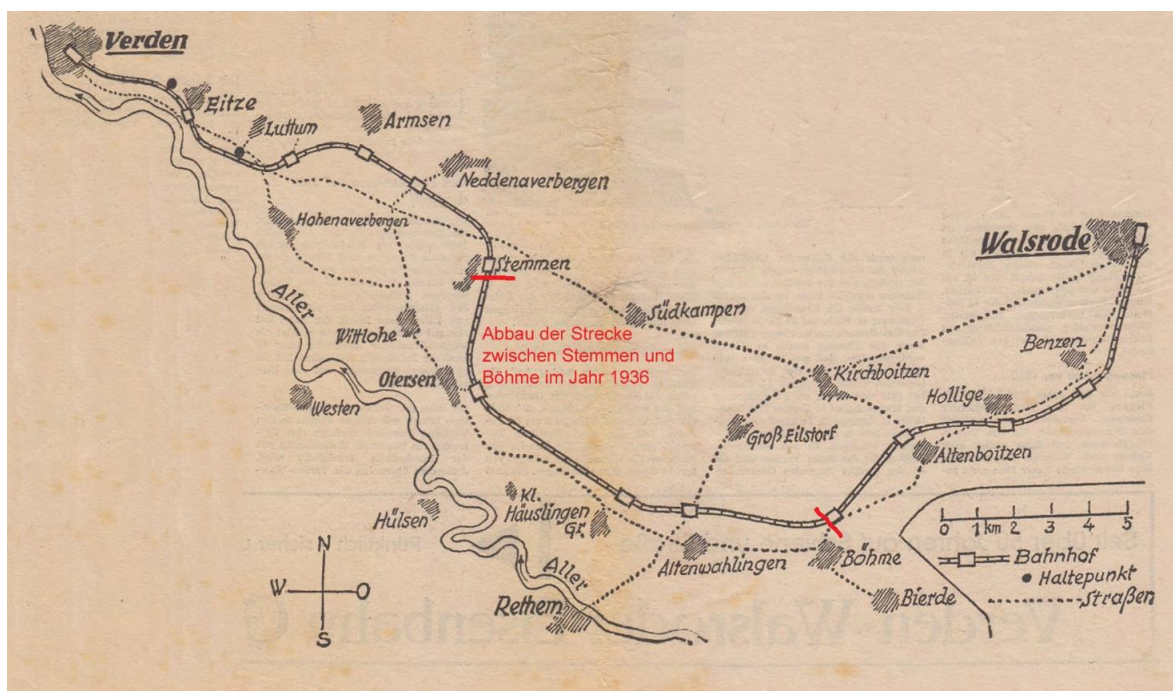 Verden
Eitze
Luttum
Armsen
Neddenaverbergen
Hohenaverbergen
Stemmen
Walsrode
Aller
Südkampen
Wittlohe
Abbau der Strecke
zwischen Stemmen und
Böhme im Jahr 1936
Benzen
Otersen
Kirchboitzen
Westen
Hollige
Groß Eilstorf
Altenboitzen
Kl.
Häuslingen
Gr.
Hülsen
0 1 km 2 3 4 5
Altenwahlingen
Böhme
Bahnhof
Haltepunkt
N
W O
S
Aller
Rethem
Bierde
Straßen